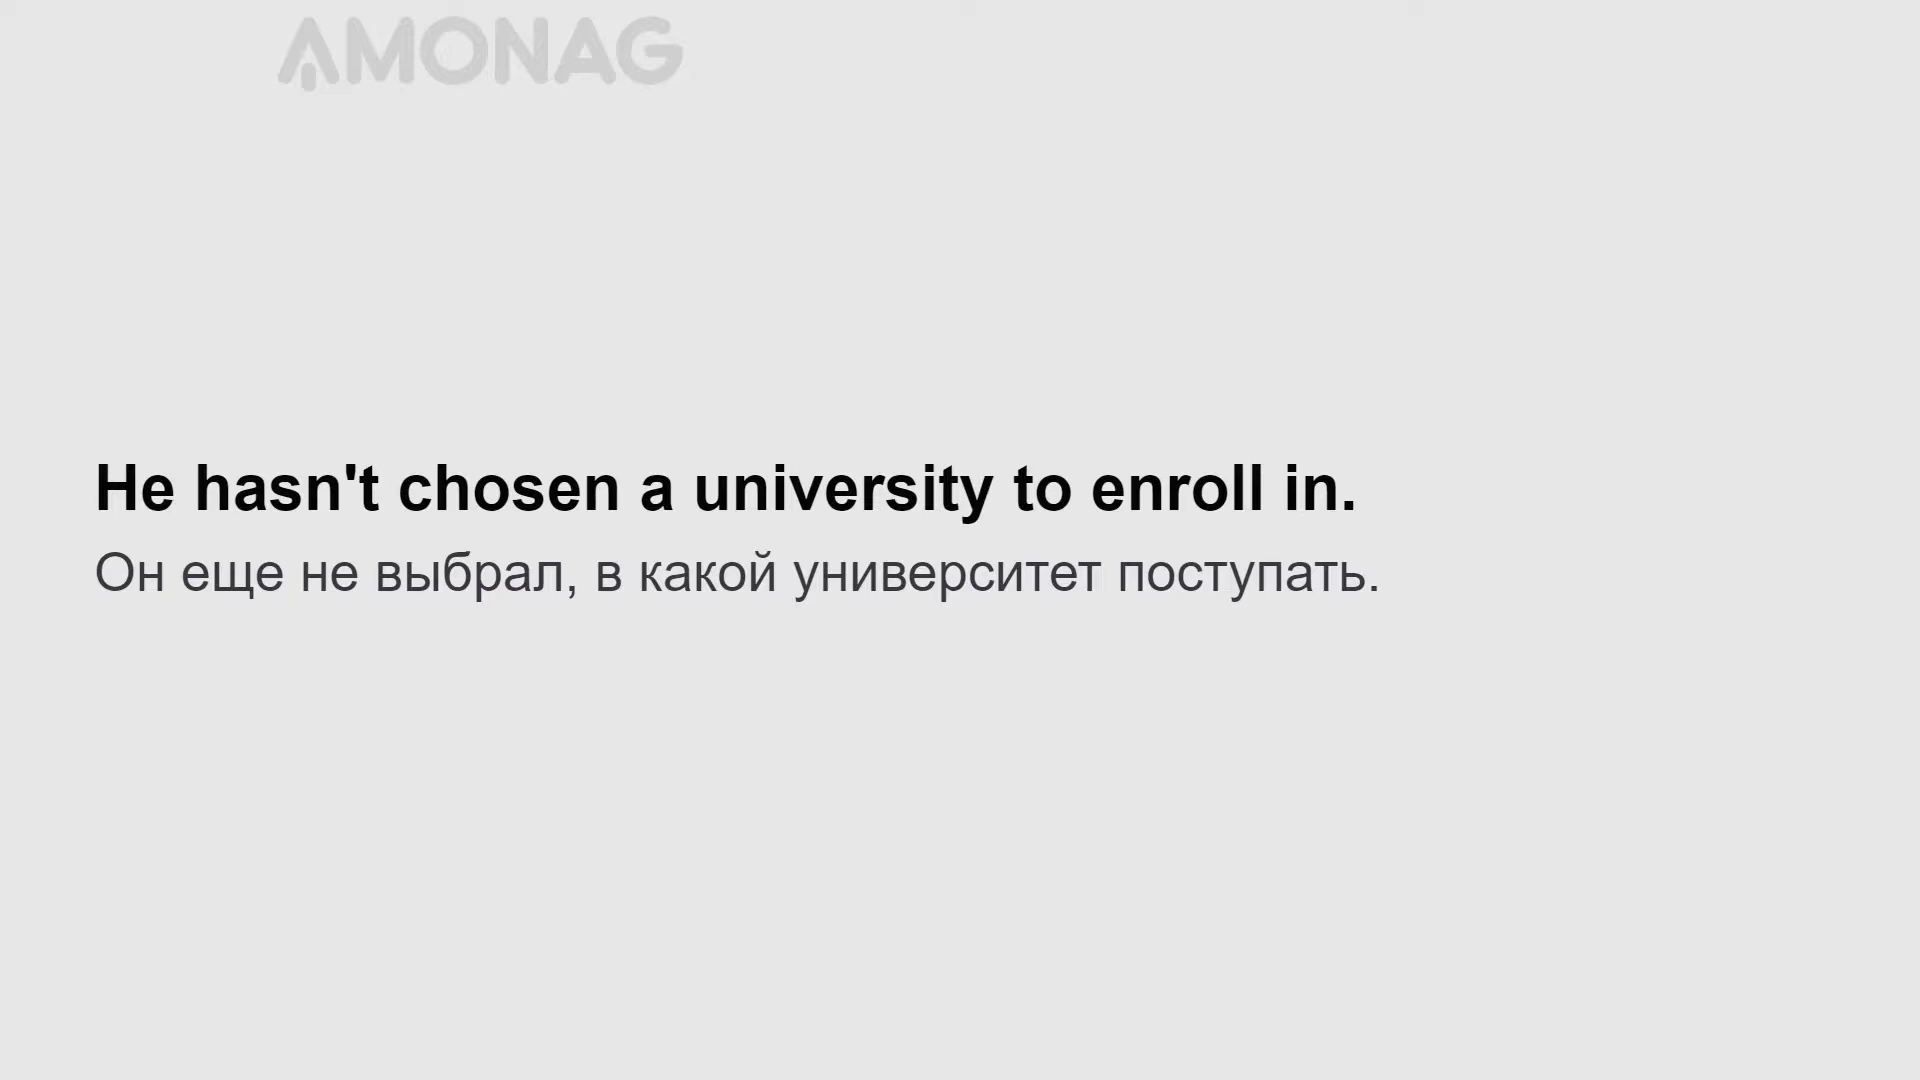 AMONAG
He hasn't chosen a university to enroll in.
Он еще не выбрал, в какой университет поступать.